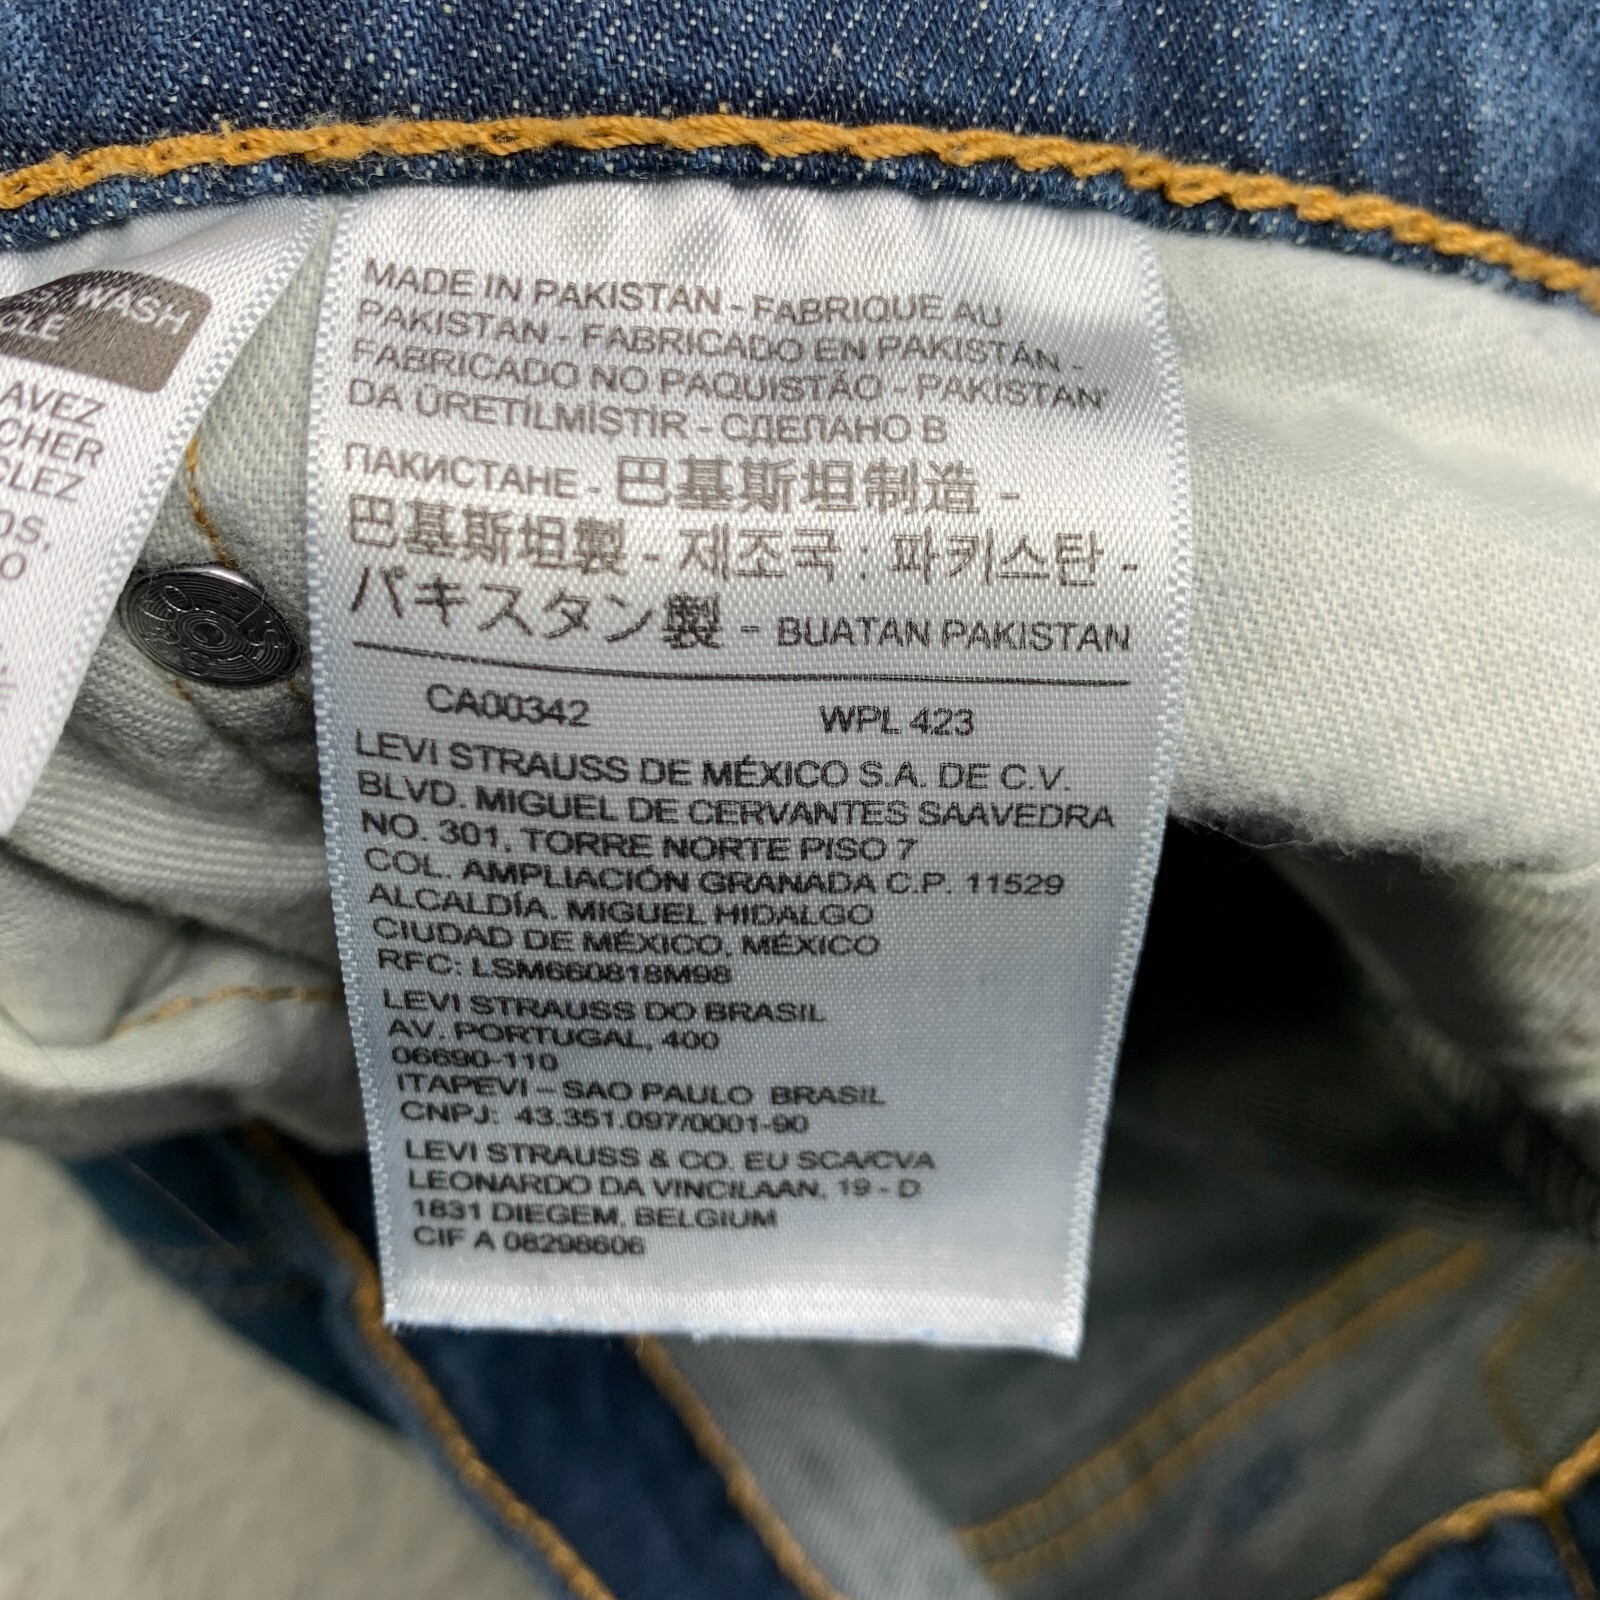 WASH
CLE
AVEZ
CHER
CLEZ
OS,
O
MADE IN PAKISTAN - FABRIQUE AU
PAKISTAN - FABRICADO EN PAKISTÁN -
FABRICADO NO PAQUISTÃO - PAKISTAN'
DA ÜRETİLMİŞTİR - СДЕЛАНО В
ПАКИСТАНЕ - 巴基斯坦制造 -
巴基斯坦製 - 제조국 : 파키스탄 -
パキスタン製 - BUATAN PAKISTAN
CA00342 WPL 423
LEVI STRAUSS DE MÉXICO S.A. DE C.V.
BLVD. MIGUEL DE CERVANTES SAAVEDRA
NO. 301, TORRE NORTE PISO 7
COL. AMPLIACIÓN GRANADA C.P. 11529
ALCALDÍA. MIGUEL HIDALGO
CIUDAD DE MÉXICO, MÉXICO
RFC: LSM660818M98
LEVI STRAUSS DO BRASIL
AV. PORTUGAL, 400
06690-110
ITAPEVI – SAO PAULO BRASIL
CNPJ: 43.351.097/0001-90
LEVI STRAUSS & CO. EU SCA/CVA
LEONARDO DA VINCILAAN, 19 - D
1831 DIEGEM, BELGIUM
CIF A 08298606